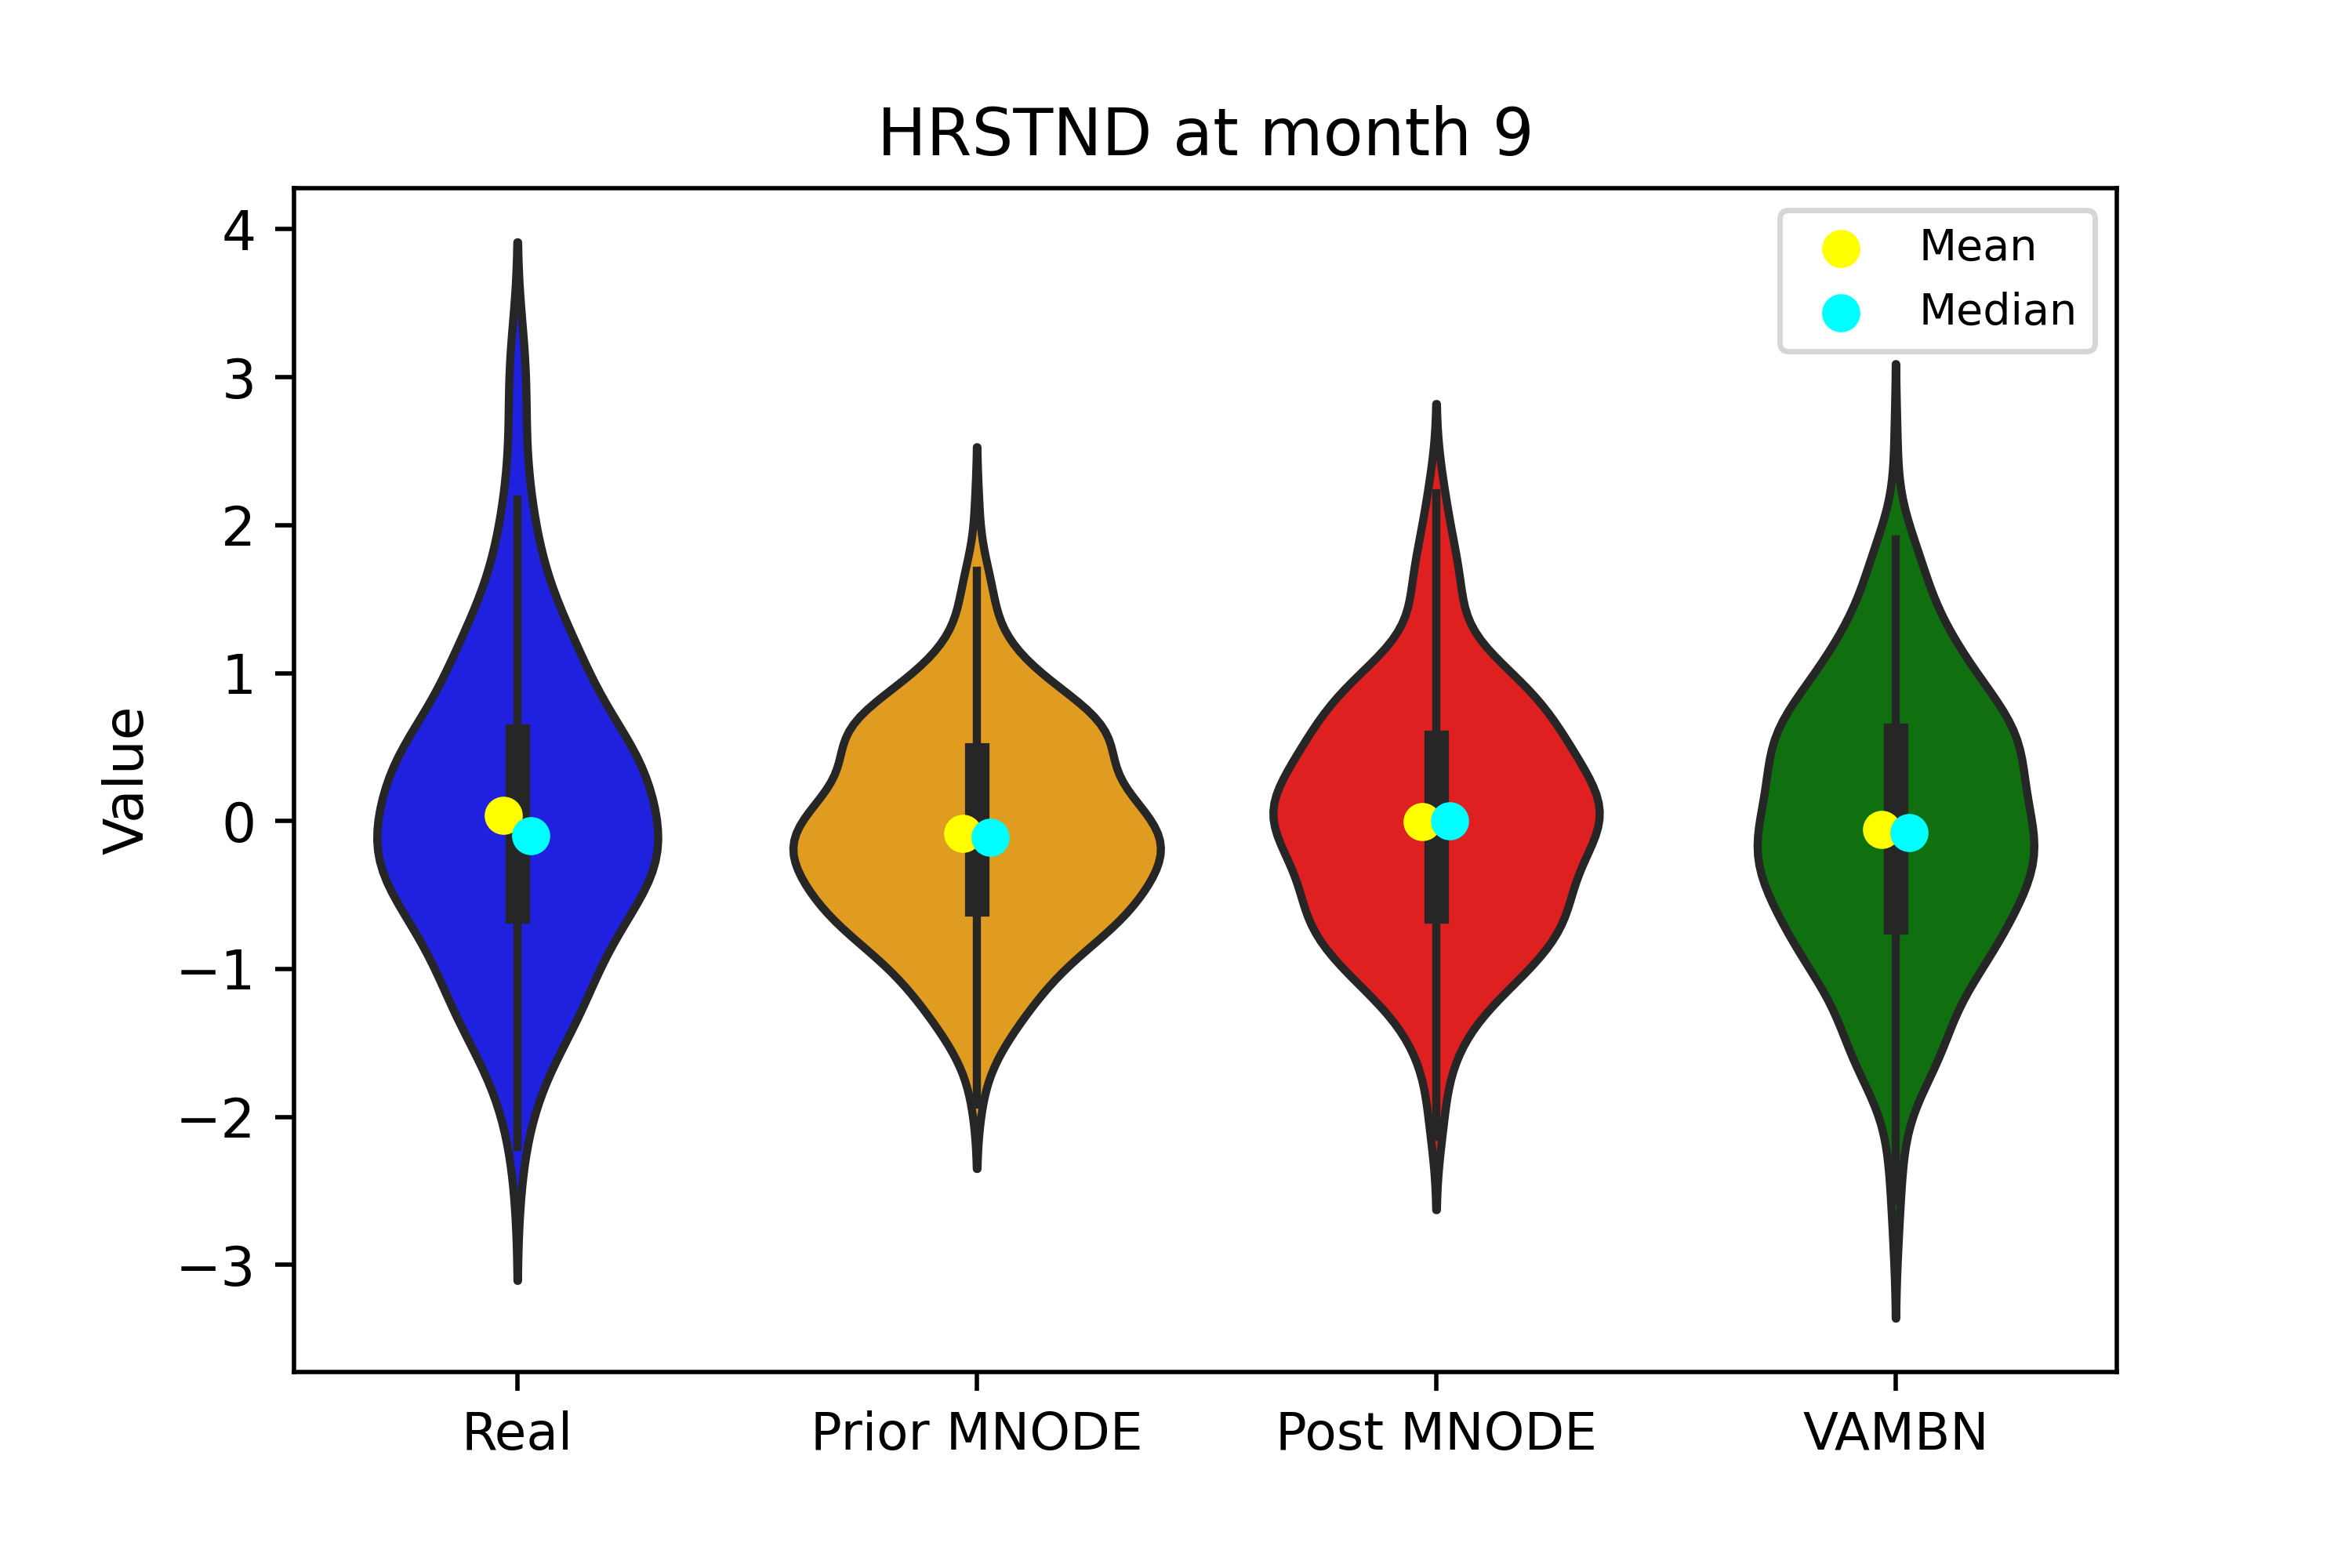 HRSTND at month 9
Mean
Median
Value
4
3
2
1
0
−1
−2
−3
Real
Prior MNODE
Post MNODE
VAMBN